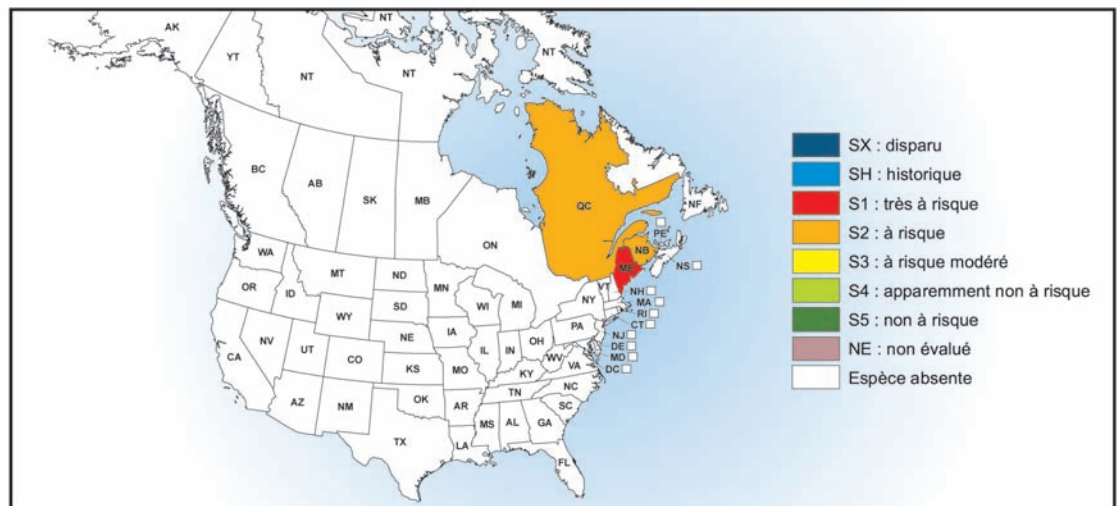 AK
NT
YT
NT
NT
NT
BC
AB
SK
MB
ON
QC
NF
PE
NB
NS
ME
WA
MT
ND
MN
VT
NH
OR
ID
SD
WI
MI
NY
MA
RI
CT
WY
IA
PA
NJ
NE
DE
NV
UT
CO
IL
IN
OH
MD
WV
VA
DC
CA
KS
MO
KY
NC
AZ
NM
OK
AR
TN
SC
MS
AL
GA
TX
LA
FL
SX : disparu
SH : historique
S1 : très à risque
S2 : à risque
S3 : à risque modéré
S4 : apparemment non à risque
S5 : non à risque
NE : non évalué
Espèce absente